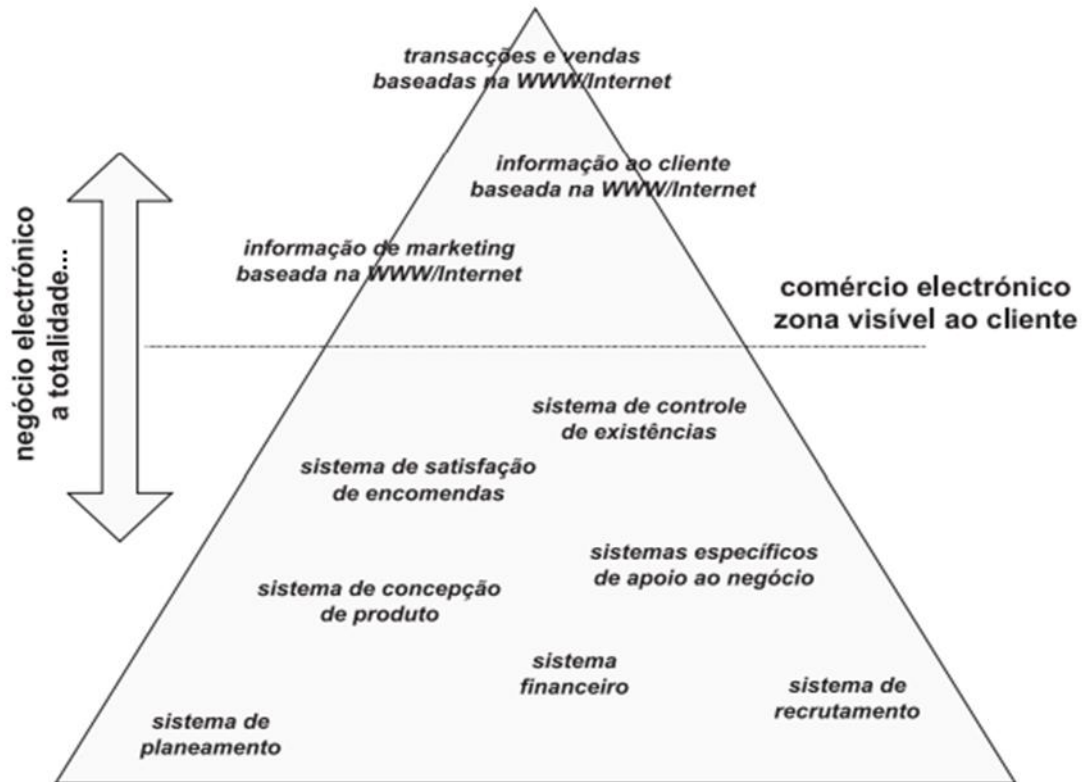 transacções e vendas
baseadas na WWW/Internet
informação ao cliente
baseada na WWW/Internet
informação de marketing
baseada na WWW/Internet
negócio electrónico
a totalidade...
comércio electrónico
zona visível ao cliente
sistema de controle
de existências
sistema de satisfação
de encomendas
sistemas específicos
de apoio ao negócio
sistema de concepção
de produto
sistema
financeiro
sistema de
recrutamento
sistema de
planeamento